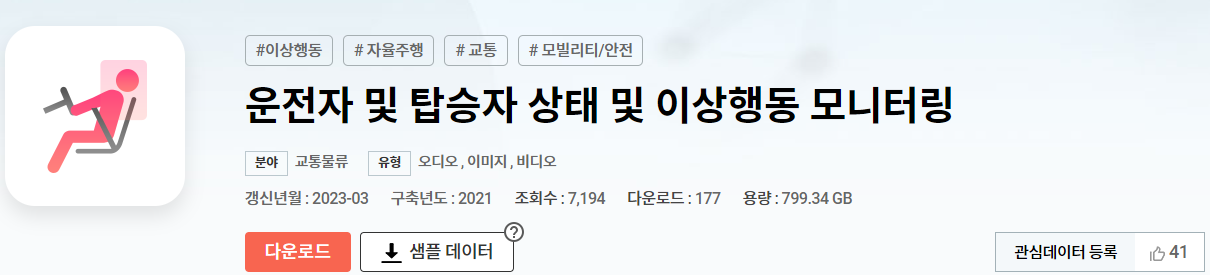 #이상행동 # 자율주행 # 교통 # 모빌리티/안전
운전자 및 탑승자 상태 및 이상행동 모니터링
분야 교통물류 유형 오디오 , 이미지 , 비디오
갱신년월 : 2023-03 구축년도 : 2021 조회수 : 7,194 다운로드 : 177 용량 : 799.34 GB
다운로드 샘플 데이터 ? 관심데이터 등록 41